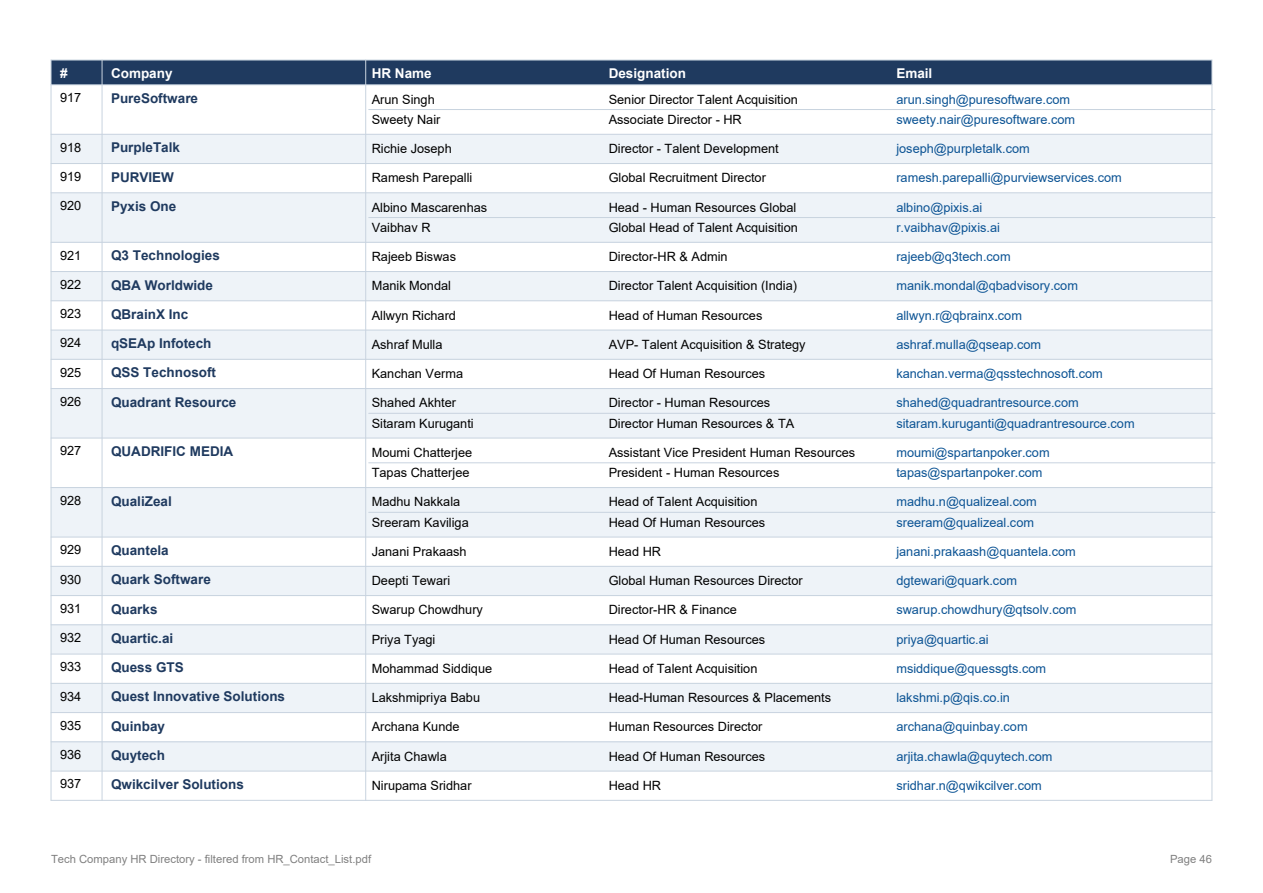 # Company HR Name Designation Email
917 PureSoftware Arun Singh Senior Director Talent Acquisition arun.singh@puresoftware.com
Sweety Nair Associate Director - HR sweety.nair@puresoftware.com
918 PurpleTalk Richie Joseph Director - Talent Development joseph@purpletalk.com
919 PURVIEW Ramesh Parepalli Global Recruitment Director ramesh.parepalli@purviewservices.com
920 Pyxis One Albino Mascarenhas Head - Human Resources Global albino@pixis.ai
Vaibhav R Global Head of Talent Acquisition r.vaibhav@pixis.ai
921 Q3 Technologies Rajeeb Biswas Director-HR & Admin rajeeb@q3tech.com
922 QBA Worldwide Manik Mondal Director Talent Acquisition (India) manik.mondal@qbadvisory.com
923 QBrainX Inc Allwyn Richard Head of Human Resources allwyn.r@qbrainx.com
924 qSEAp Infotech Ashraf Mulla AVP- Talent Acquisition & Strategy ashraf.mulla@qseap.com
925 QSS Technosoft Kanchan Verma Head Of Human Resources kanchan.verma@qsstechnosoft.com
926 Quadrant Resource Shahed Akhter Director - Human Resources shahed@quadrantresource.com
Sitaram Kuruganti Director Human Resources & TA sitaram.kuruganti@quadrantresource.com
927 QUADRIFIC MEDIA Moumi Chatterjee Assistant Vice President Human Resources moumi@spartanpoker.com
Tapas Chatterjee President - Human Resources tapas@spartanpoker.com
928 QualiZeal Madhu Nakkala Head of Talent Acquisition madhu.n@qualizeal.com
Sreeram Kaviliga Head Of Human Resources sreeram@qualizeal.com
929 Quantela Janani Prakaash Head HR janani.prakaash@quantela.com
930 Quark Software Deepti Tewari Global Human Resources Director dgtewari@quark.com
931 Quarks Swarup Chowdhury Director-HR & Finance swarup.chowdhury@qtsolv.com
932 Quartic.ai Priya Tyagi Head Of Human Resources priya@quartic.ai
933 Quess GTS Mohammad Siddique Head of Talent Acquisition msiddique@quessgts.com
934 Quest Innovative Solutions Lakshmipriya Babu Head-Human Resources & Placements lakshmi.p@qis.co.in
935 Quinbay Archana Kunde Human Resources Director archana@quinbay.com
936 Quytech Arjita Chawla Head Of Human Resources arjita.chawla@quytech.com
937 Qwikcilver Solutions Nirupama Sridhar Head HR sridhar.n@qwikcilver.com
Tech Company HR Directory - filtered from HR_Contact_List.pdf Page 46